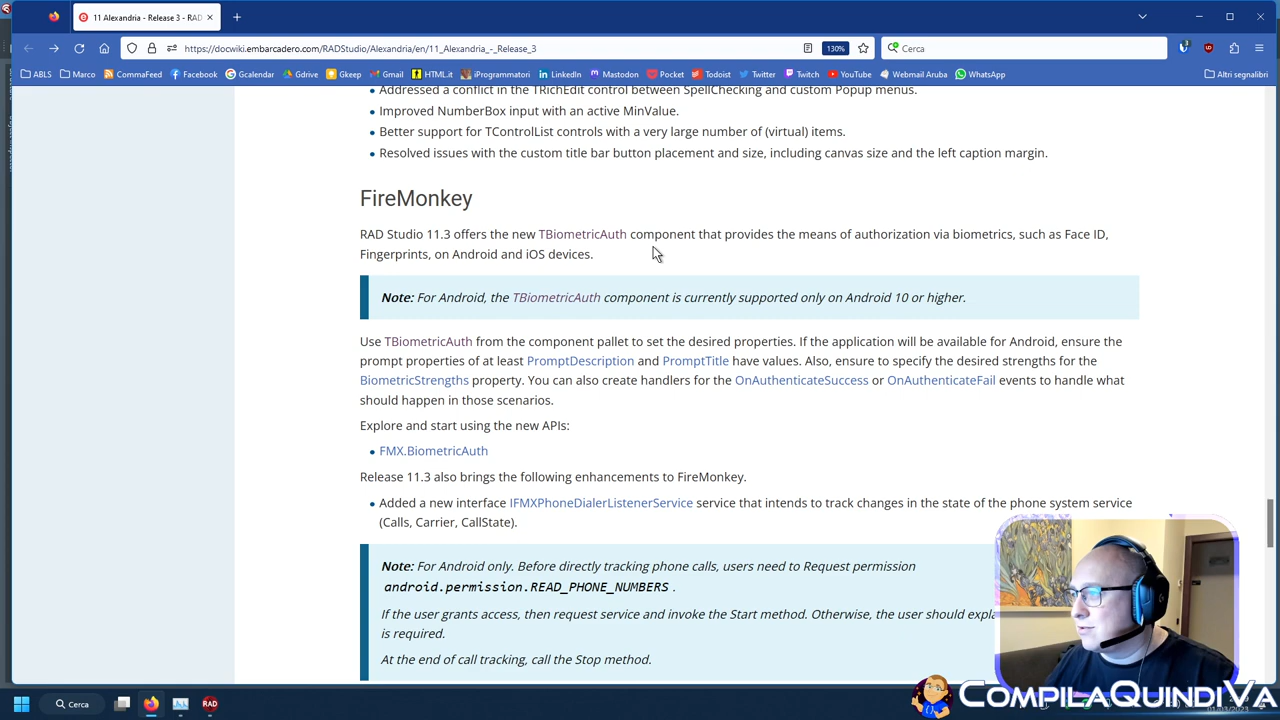 11 Alexandria - Release 3 - RAD
https://docwiki.embarcadero.com/RADStudio/Alexandria/en/11_Alexandria_-_Release_3
130%
Cerca
ABLS
Marco
CommaFeed
Facebook
Gcalendar
Gdrive
Gkeep
Gmail
HTML.it
iProgrammatori
LinkedIn
Mastodon
Pocket
Todoist
Twitter
Twitch
YouTube
Webmail Aruba
WhatsApp
Altri segnalibri
Addressed a conflict in the TRichEdit control between SpellChecking and custom Popup menus.
Improved NumberBox input with an active MinValue.
Better support for TControlList controls with a very large number of (virtual) items.
Resolved issues with the custom title bar button placement and size, including canvas size and the left caption margin.
FireMonkey
RAD Studio 11.3 offers the new TBiometricAuth component that provides the means of authorization via biometrics, such as Face ID,
Fingerprints, on Android and iOS devices.
Note: For Android, the TBiometricAuth component is currently supported only on Android 10 or higher.
Use TBiometricAuth from the component pallet to set the desired properties. If the application will be available for Android, ensure the
prompt properties of at least PromptDescription and PromptTitle have values. Also, ensure to specify the desired strengths for the
BiometricStrengths property. You can also create handlers for the OnAuthenticateSuccess or OnAuthenticateFail events to handle what
should happen in those scenarios.
Explore and start using the new APIs:
FMX.BiometricAuth
Release 11.3 also brings the following enhancements to FireMonkey.
Added a new interface IFMXPhoneDialerListenerService service that intends to track changes in the state of the phone system service
(Calls, Carrier, CallState).
Note: For Android only. Before directly tracking phone calls, users need to Request permission
android.permission.READ_PHONE_NUMBERS .
If the user grants access, then request service and invoke the Start method. Otherwise, the user should
is required.
At the end of call tracking, call the Stop method.
COMPILAQUINDIVA
Cerca
RAD